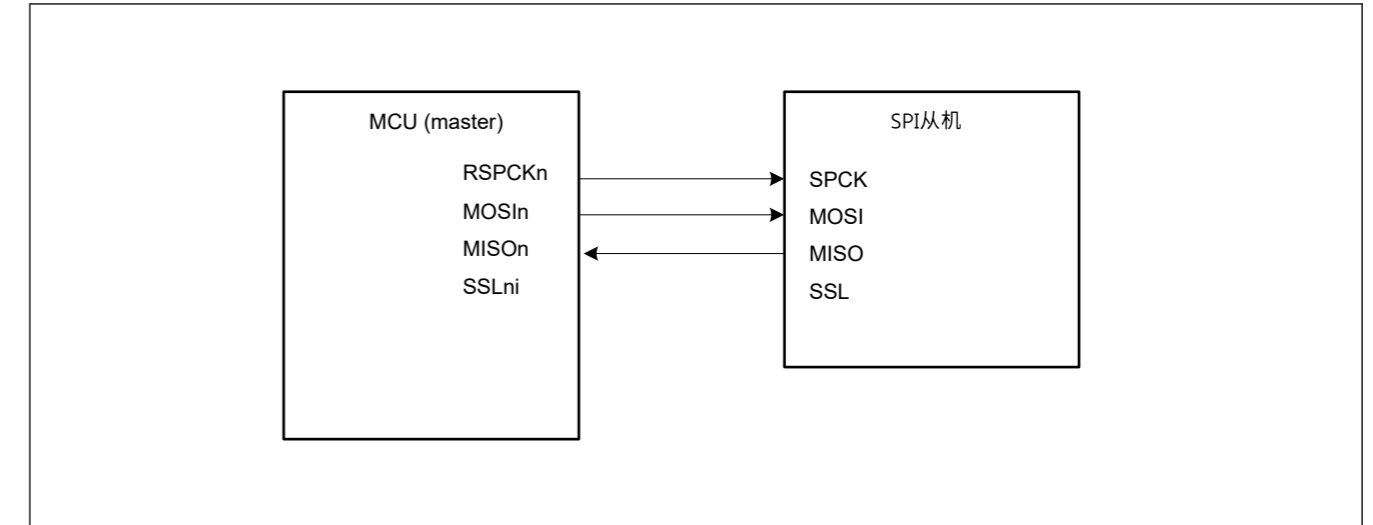 MCU (master)
RSPCKn
MOSIn
MISOn
SSLni
SPI从机
SPCK
MOSI
MISO
SSL